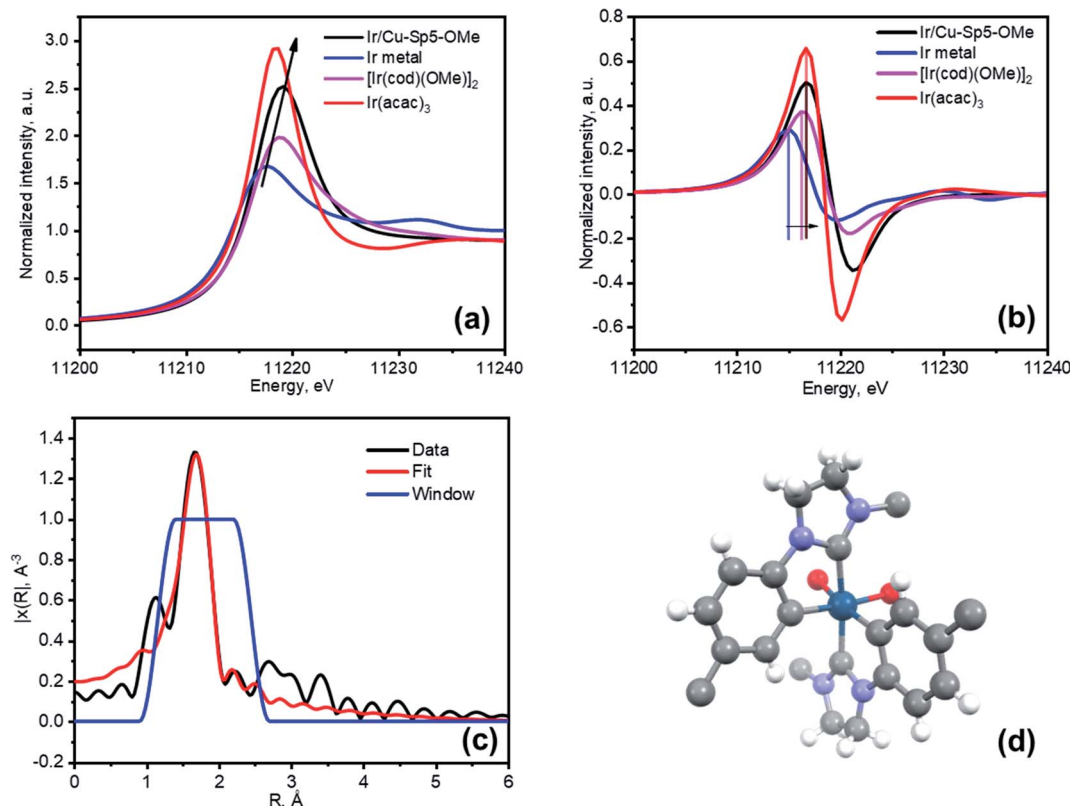 3.0
2.5
2.0
1.5
1.0
0.5
0.0
Normalized intensity, a.u.
Ir/Cu-Sp5-OMe
Ir metal
[Ir(cod)(OMe)]2
Ir(acac)3
(a)
11200 11210 11220 11230 11240
Energy, eV
0.8
0.6
0.4
0.2
0.0
-0.2
-0.4
-0.6
Normalized intensity, a.u.
Ir/Cu-Sp5-OMe
Ir metal
[Ir(cod)(OMe)]2
Ir(acac)3
(b)
11200 11210 11220 11230 11240
Energy, eV
1.4
1.2
1.0
0.8
0.6
0.4
0.2
0.0
-0.2
|x(R|, A-3
Data
Fit
Window
(c)
0 1 2 3 4 5 6
R, Å
(d)